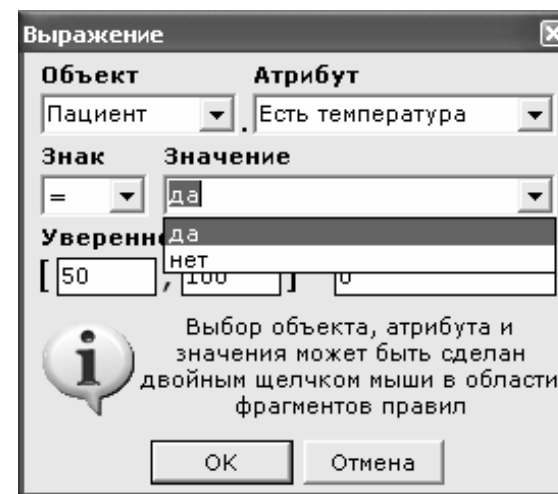 Выражение
Объект Атрибут
Пациент . Есть температура
Знак Значение
= да
да
нет
[ 50 , 100 ] 0
Выбор объекта, атрибута и
значения может быть сделан
двойным щелчком мыши в области
фрагментов правил
OK Отмена